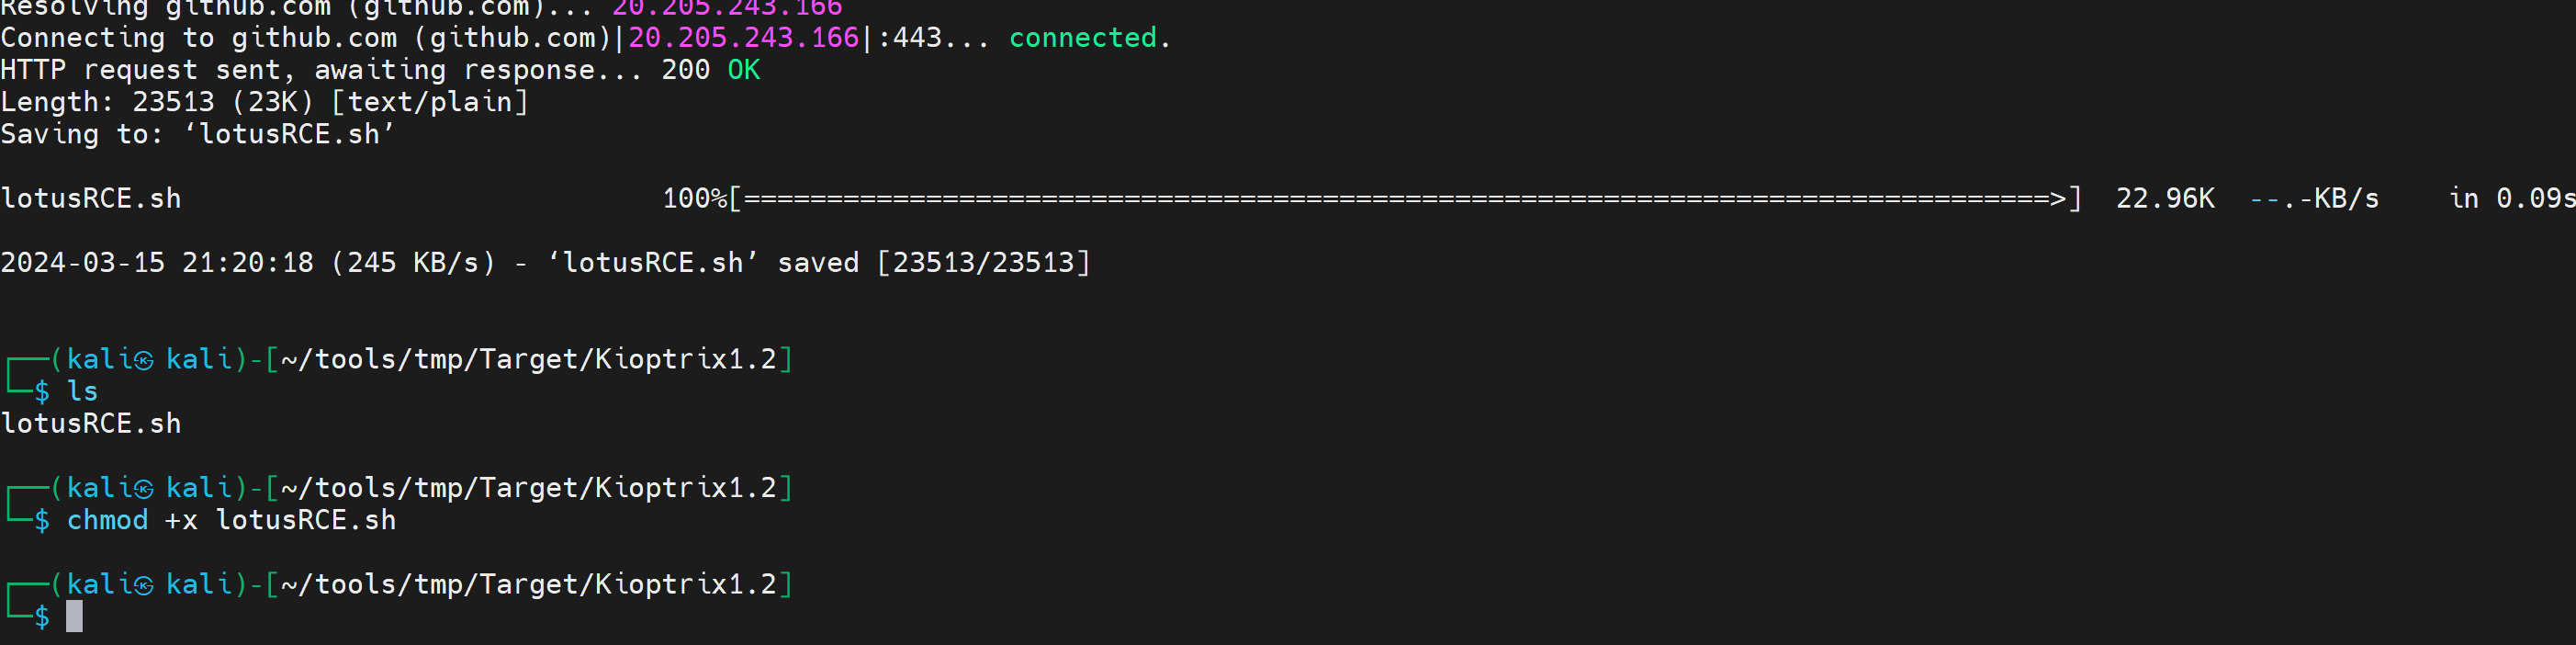 Resolving github.com (github.com)... 20.205.243.166
Connecting to github.com (github.com)|20.205.243.166|:443... connected.
HTTP request sent, awaiting response... 200 OK
Length: 23513 (23K) [text/plain]
Saving to: ‘lotusRCE.sh’
lotusRCE.sh 100%[===============================================================================>] 22.96K --.-KB/s in 0.09s
2024-03-15 21:20:18 (245 KB/s) - ‘lotusRCE.sh’ saved [23513/23513]
┌──(kali㉿kali)-[~/tools/tmp/Target/Kioptrix1.2]
└─$ ls
lotusRCE.sh
┌──(kali㉿kali)-[~/tools/tmp/Target/Kioptrix1.2]
└─$ chmod +x lotusRCE.sh
┌──(kali㉿kali)-[~/tools/tmp/Target/Kioptrix1.2]
└─$